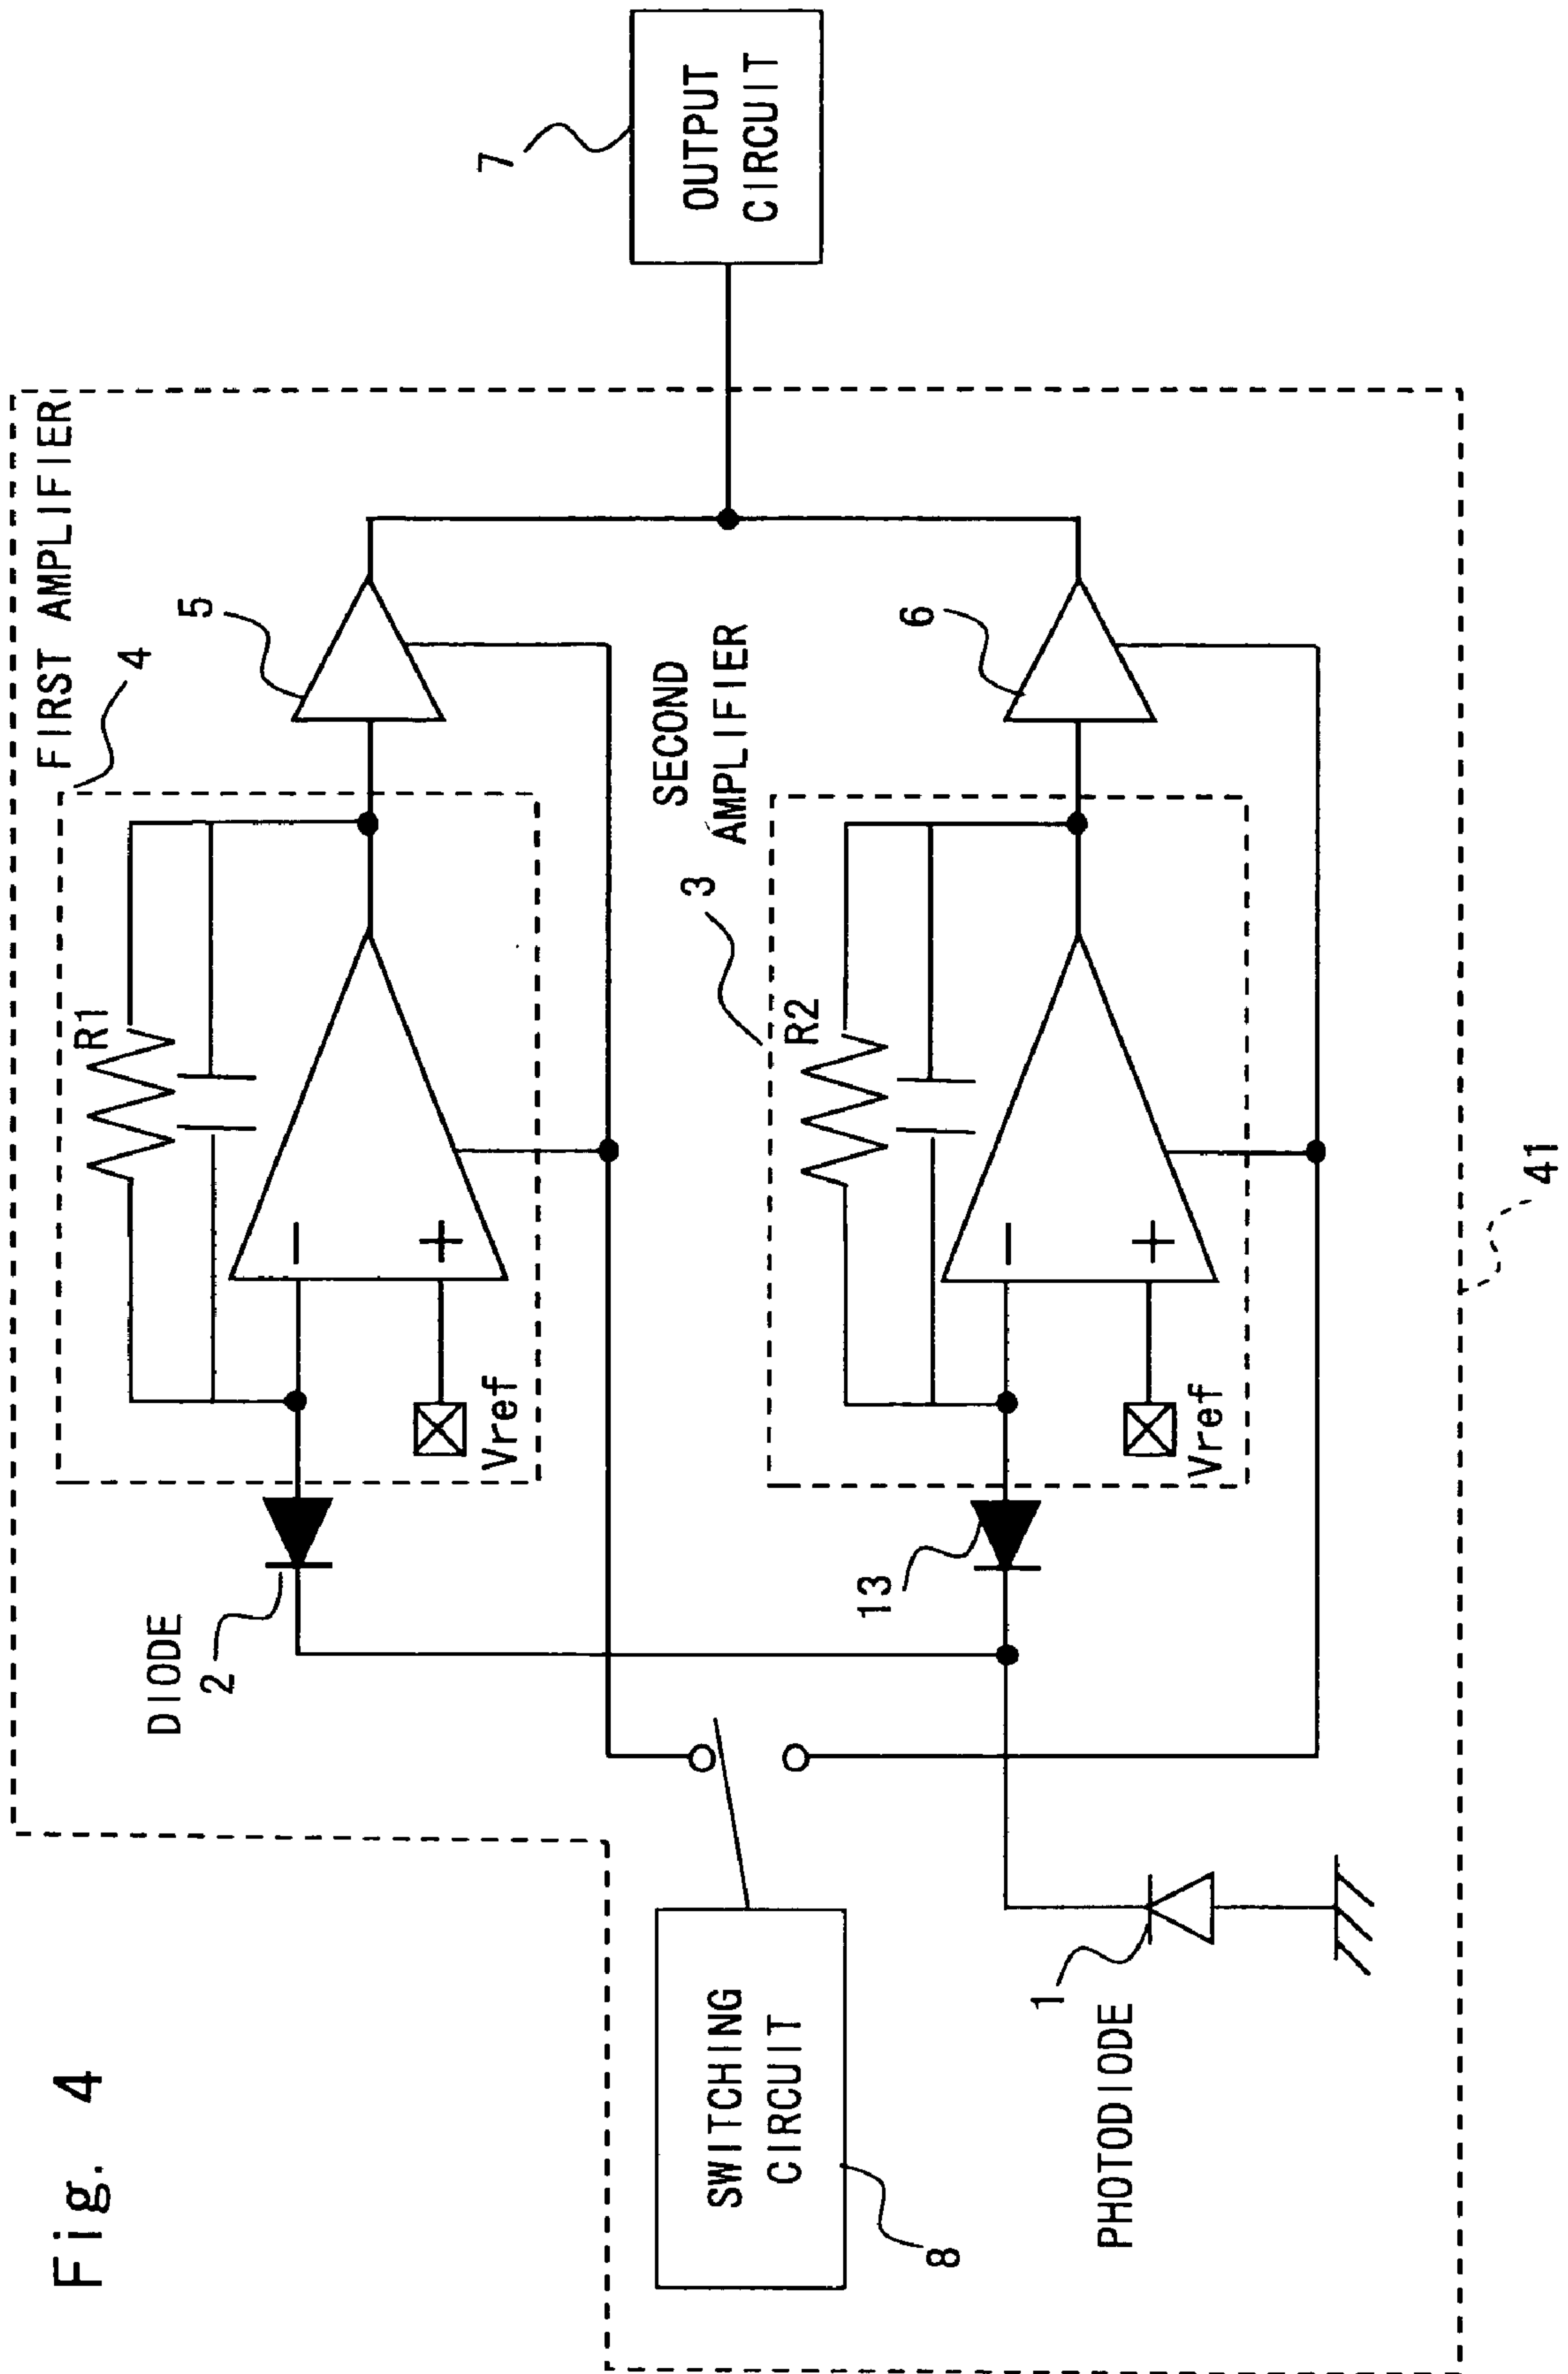 Fig. 4
FIRST AMPLIFIER
4
5
R1
−
+
Vref
DIODE
2
SECOND
AMPLIFIER
3
6
R2
−
+
Vref
13
7
OUTPUT
CIRCUIT
SWITCHING
CIRCUIT
8
1
PHOTODIODE
41